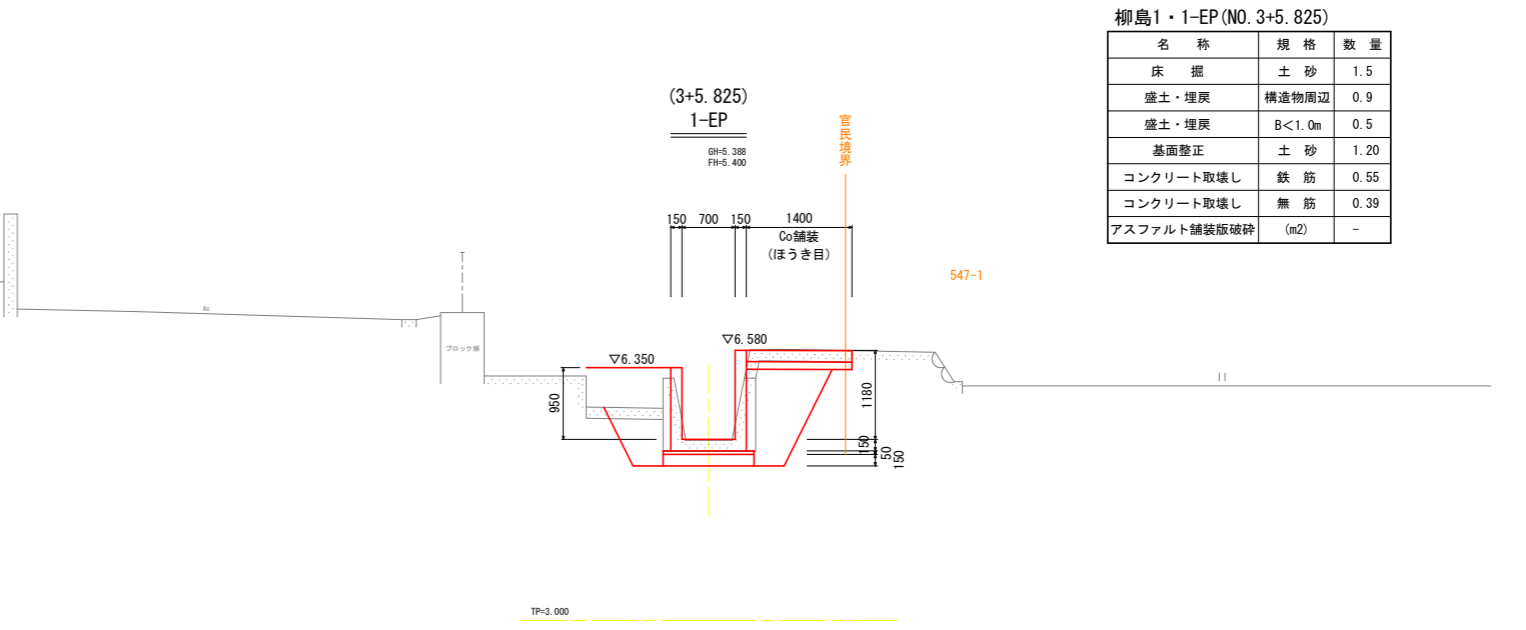 柳島1・1-EP(NO.3+5.825)
名　称 規　格 数　量
床　掘 土　砂 1.5
盛土・埋戻 構造物周辺 0.9
盛土・埋戻 B<1.0m 0.5
基面整正 土　砂 1.20
コンクリート取壊し 鉄　筋 0.55
コンクリート取壊し 無　筋 0.39
アスファルト舗装版破砕 (m2) -
(3+5.825)
1-EP
GH=5.388
FH=5.400
官民境界
150 700 150 1400
Co舗装
(ほうき目)
547-1
As
▽6.580
▽6.350
950
1180
150
50
150
TP=3.000